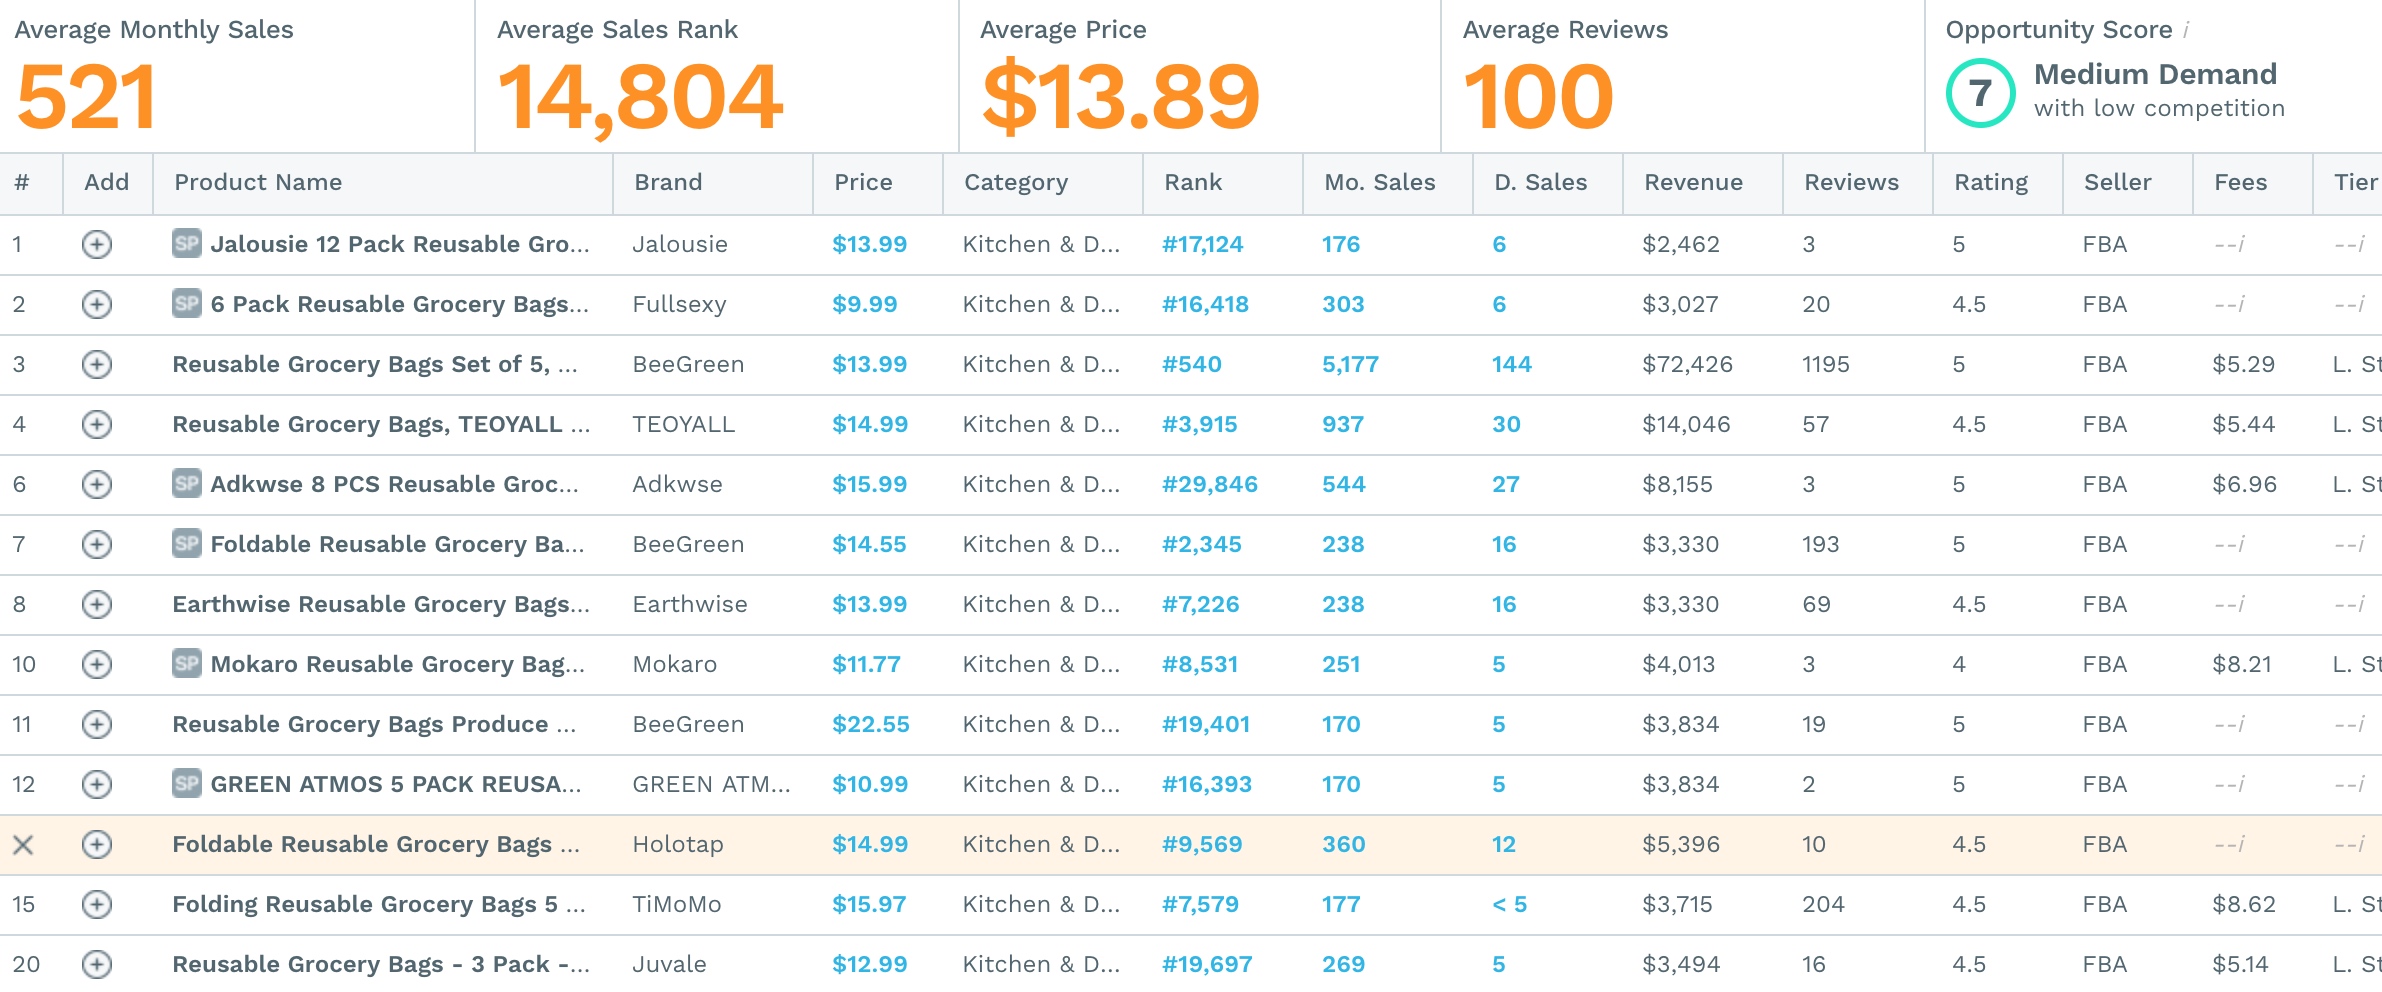 Average Monthly Sales Average Sales Rank Average Price Average Reviews Opportunity Score i
521 14,804 $13.89 100 7 Medium Demand
with low competition
# Add Product Name Brand Price Category Rank Mo. Sales D. Sales Revenue Reviews Rating Seller Fees Tier
1 SP Jalousie 12 Pack Reusable Gro... Jalousie $13.99 Kitchen & D... #17,124 176 6 $2,462 3 5 FBA --i --i
2 SP 6 Pack Reusable Grocery Bags... Fullsexy $9.99 Kitchen & D... #16,418 303 6 $3,027 20 4.5 FBA --i --i
3 Reusable Grocery Bags Set of 5, ... BeeGreen $13.99 Kitchen & D... #540 5,177 144 $72,426 1195 5 FBA $5.29 L. St
4 Reusable Grocery Bags, TEOYALL ... TEOYALL $14.99 Kitchen & D... #3,915 937 30 $14,046 57 4.5 FBA $5.44 L. St
6 SP Adkwse 8 PCS Reusable Groc... Adkwse $15.99 Kitchen & D... #29,846 544 27 $8,155 3 5 FBA $6.96 L. St
7 SP Foldable Reusable Grocery Ba... BeeGreen $14.55 Kitchen & D... #2,345 238 16 $3,330 193 5 FBA --i --i
8 Earthwise Reusable Grocery Bags... Earthwise $13.99 Kitchen & D... #7,226 238 16 $3,330 69 4.5 FBA --i --i
10 SP Mokaro Reusable Grocery Bag... Mokaro $11.77 Kitchen & D... #8,531 251 5 $4,013 3 4 FBA $8.21 L. St
11 Reusable Grocery Bags Produce ... BeeGreen $22.55 Kitchen & D... #19,401 170 5 $3,834 19 5 FBA --i --i
12 SP GREEN ATMOS 5 PACK REUSA... GREEN ATM... $10.99 Kitchen & D... #16,393 170 5 $3,834 2 5 FBA --i --i
Foldable Reusable Grocery Bags ... Holotap $14.99 Kitchen & D... #9,569 360 12 $5,396 10 4.5 FBA --i --i
15 Folding Reusable Grocery Bags 5 ... TiMoMo $15.97 Kitchen & D... #7,579 177 < 5 $3,715 204 4.5 FBA $8.62 L. St
20 Reusable Grocery Bags - 3 Pack -... Juvale $12.99 Kitchen & D... #19,697 269 5 $3,494 16 4.5 FBA $5.14 L. St